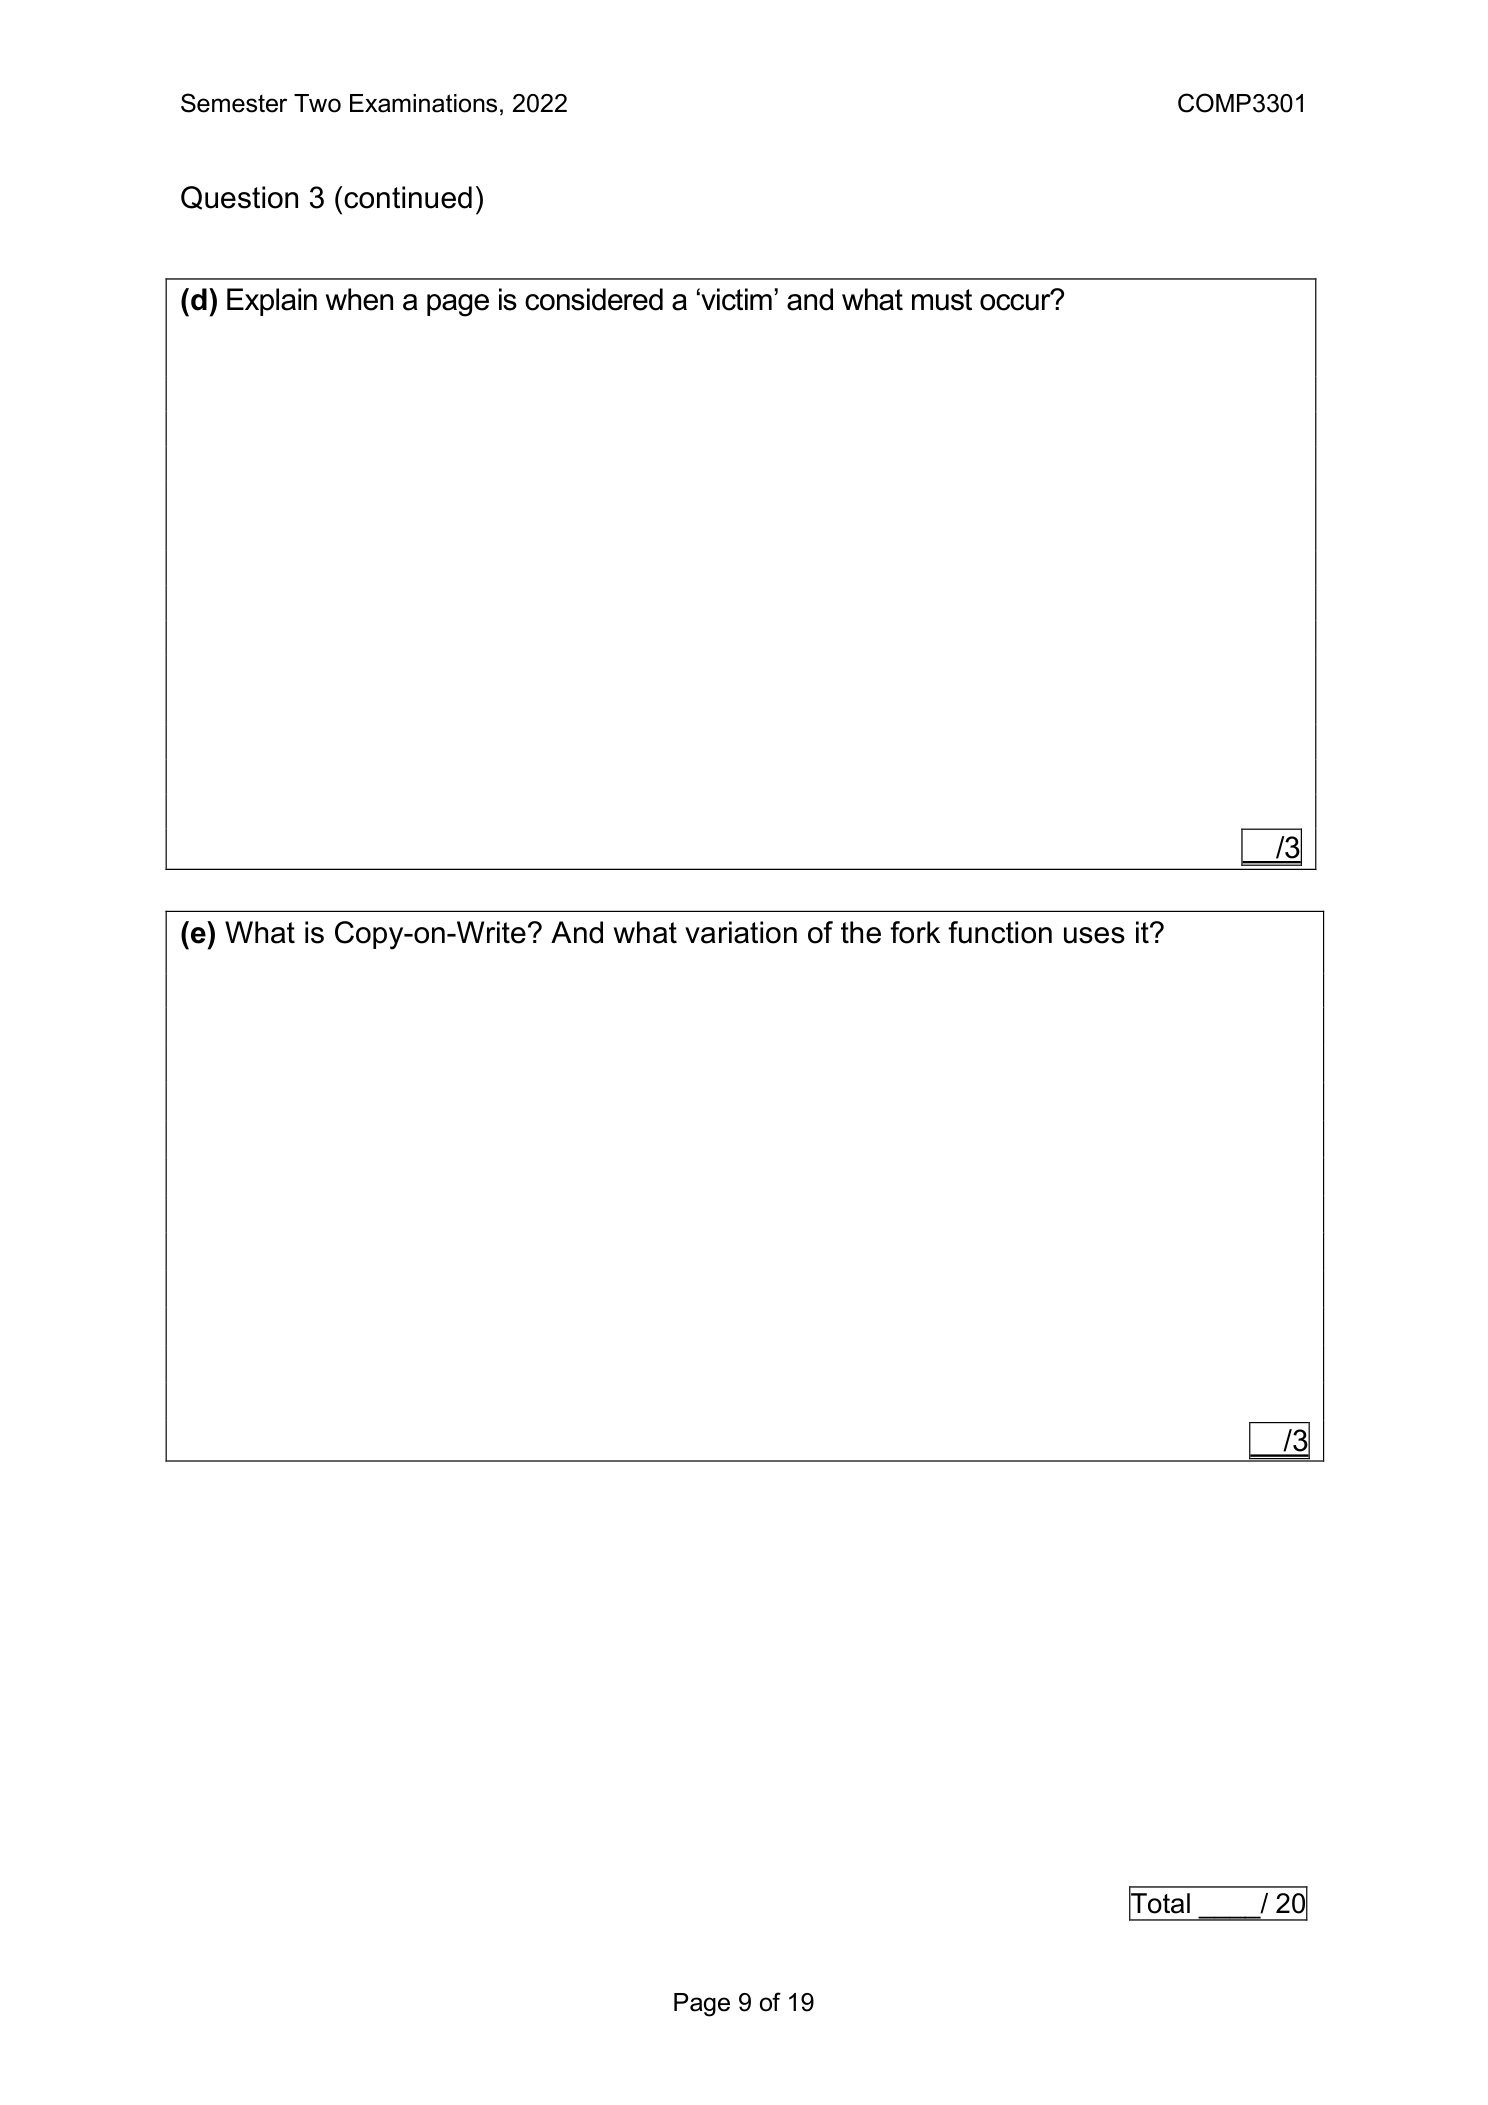 Semester Two Examinations, 2022 COMP3301
Question 3 (continued)
(d) Explain when a page is considered a ‘victim’ and what must occur?
/3
(e) What is Copy-on-Write? And what variation of the fork function uses it?
/3
Total ____/ 20
Page 9 of 19